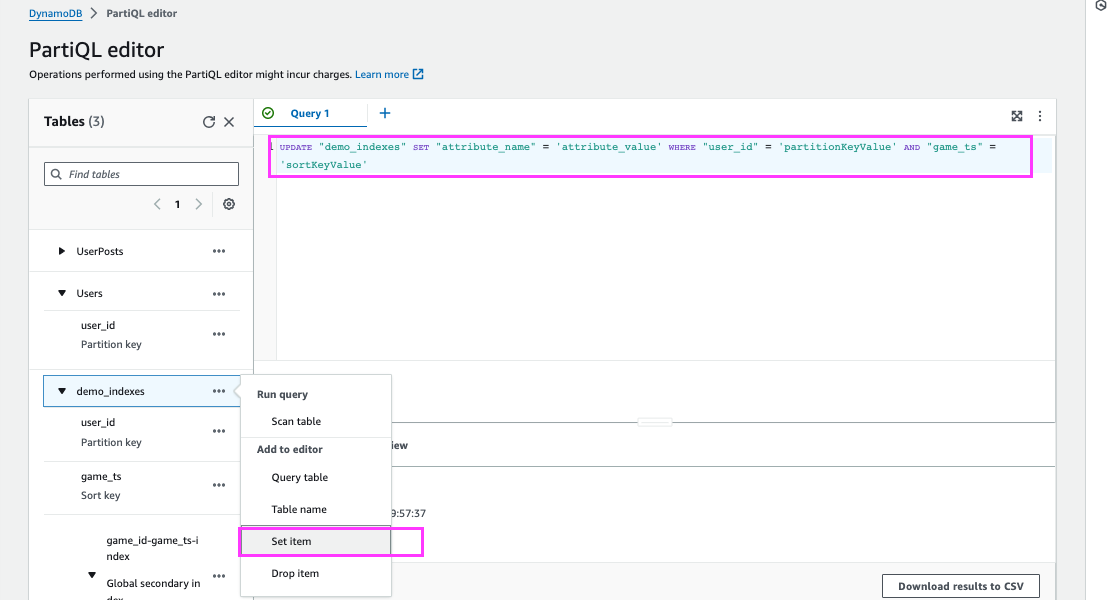 DynamoDB > PartiQL editor
PartiQL editor
Operations performed using the PartiQL editor might incur charges. Learn more
Tables (3)
Query 1
1 UPDATE "demo_indexes" SET "attribute_name" = 'attribute_value' WHERE "user_id" = 'partitionKeyValue' AND "game_ts" =
'sortKeyValue'
Find tables
1
UserPosts
Users
user_id
Partition key
demo_indexes
user_id
Partition key
game_ts
Sort key
game_id-game_ts-i
ndex
Global secondary in
dex
Run query
Scan table
Add to editor
Query table
Table name
Set item
Drop item
iew
9:57:37
Download results to CSV